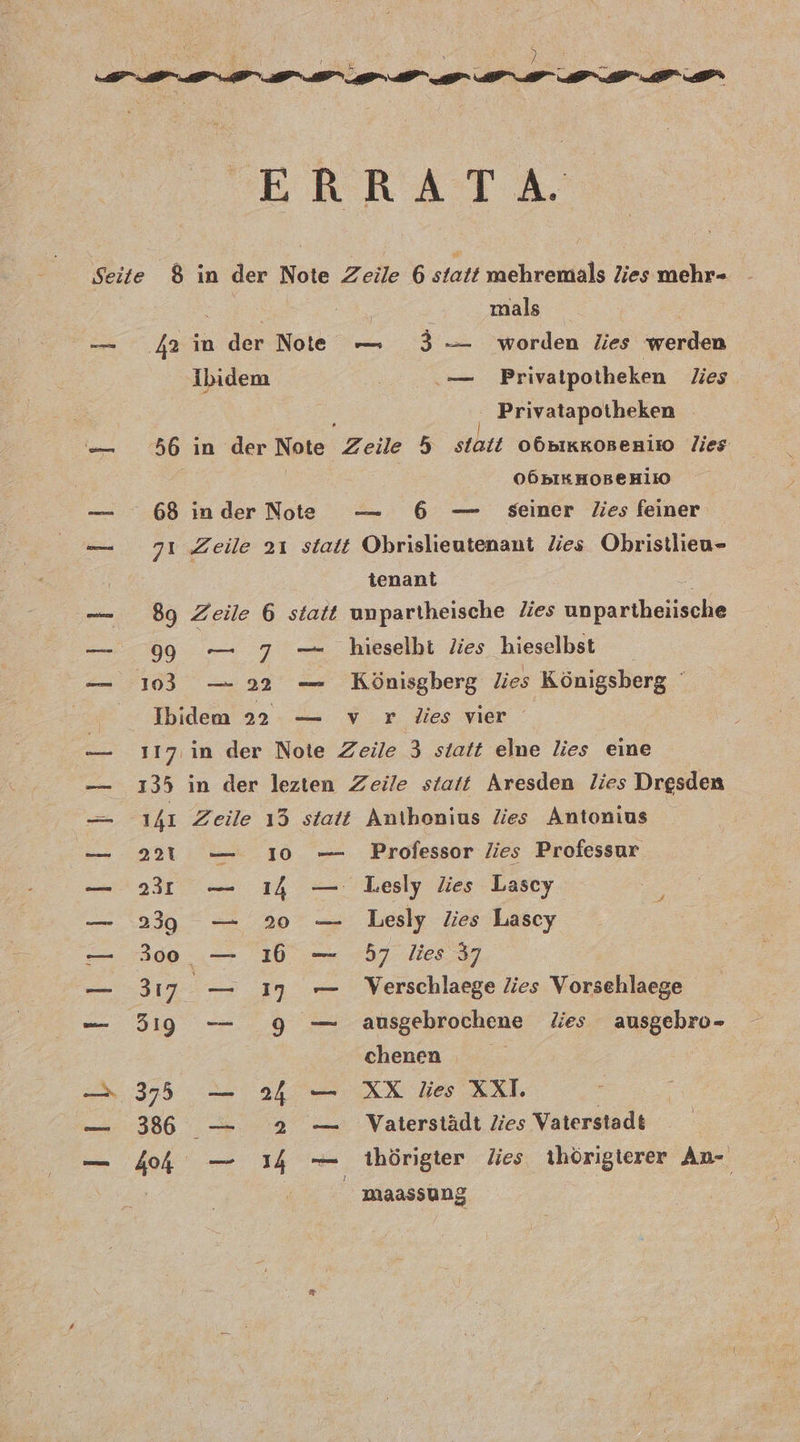 ERRATA.
Seite 8 in der Note Zeile 6 statt mehremals lies mehr-
mals
— 42 in der Note — 3 — worden lies werden
Ibidem — Privatpotheken lies
Privatapotheken
— 56 in der Note Zeile 5 statt обыккосенію lies
обыкновенію
— 68 in der Note — 6 — seiner lies feiner
— 71 Zeile 21 statt Obrislieutenant lies Obristlieu-
tenant
— 89 Zeile 6 statt unpartheische lies unpartheiische
— 99 — 7 — hieselbt lies hieselbst
— 103 — 22 — Könisgberg lies Königsberg
Ibidem 22 — v r lies vier
— 117 in der Note Zeile 3 statt elne lies eine
— 135 in der lezten Zeile statt Aresden lies Dresden
— 141 Zeile 15 statt Anthonius lies Antonius
— 221 — 10 — Professor lies Professur
— 231 — 14 — Lesly lies Lascy
— 239 — 20 — Lesly lies Lascy
— 300 — 16 — 57 lies 37
— 317 — 17 — Verschlaege lies Vorsehlaege
— 319 — 9 — ausgebrochene lies ausgebro-
chenen
— 375 — 24 — XX lies XXI.
— 386 — 2 — Vaterstädt lies Vaterstadt
— 404 — 14 — thörigter lies thörigterer An-
maassung